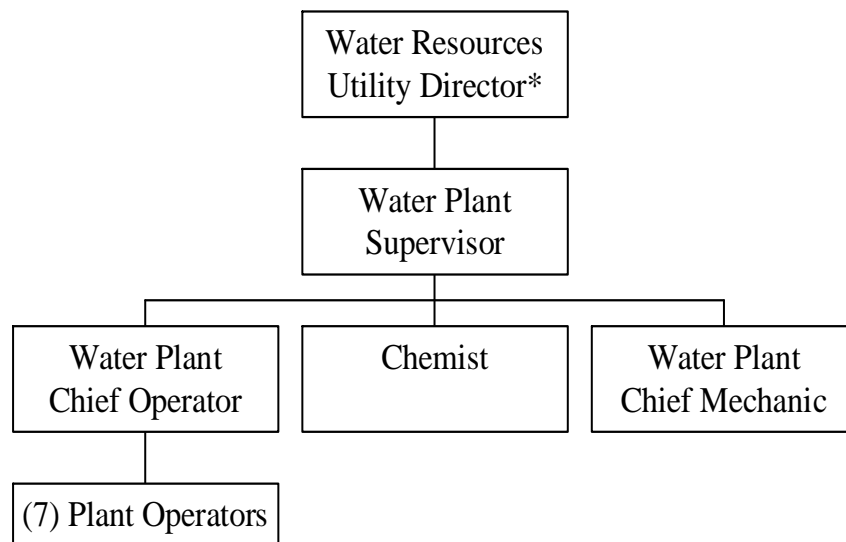 Water Resources
Utility Director*
Water Plant
Supervisor
Water Plant
Chief Operator
Chemist
Water Plant
Chief Mechanic
(7) Plant Operators